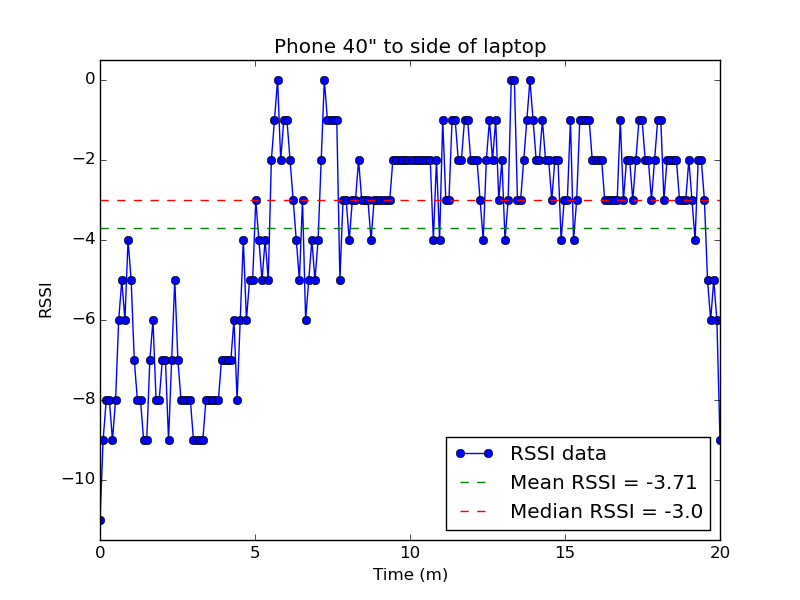 Phone 40" to side of laptop
0
−2
−4
−6
−8
−10
RSSI
0 5 10 15 20
Time (m)
RSSI data
Mean RSSI = -3.71
Median RSSI = -3.0